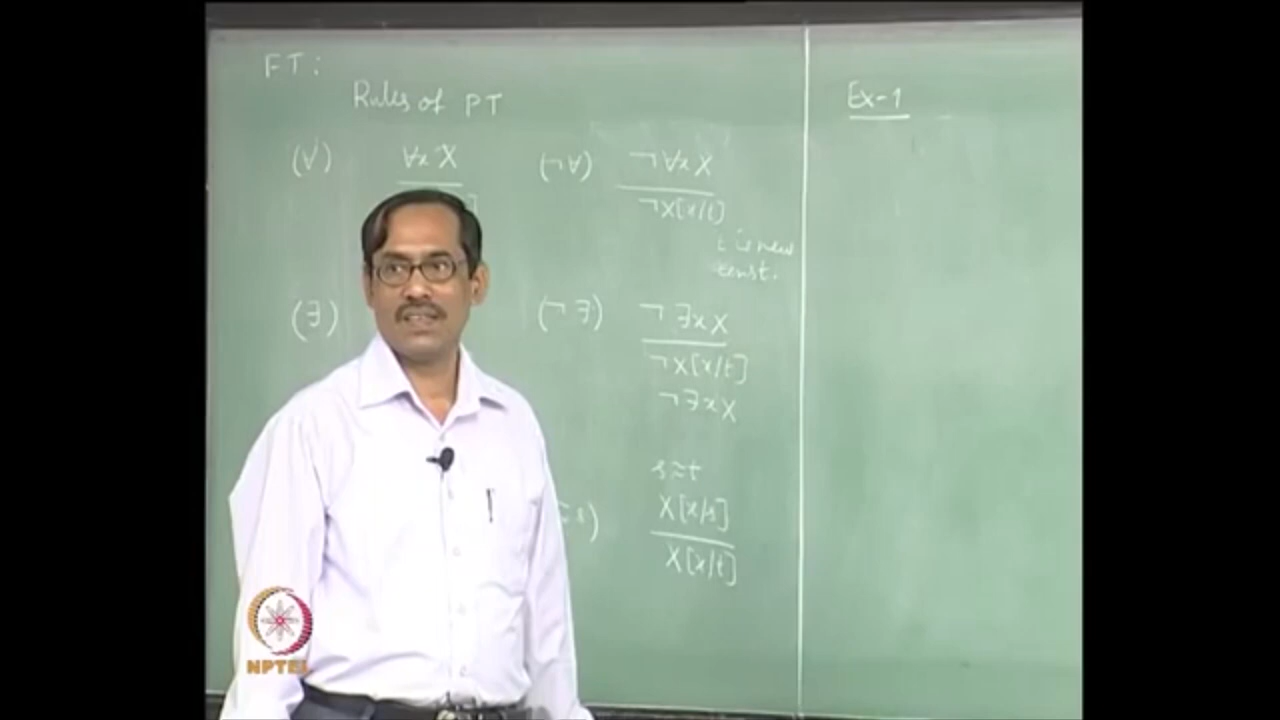 FT:
Rules of PT
Ex-1
(∀) ∀x X (¬∀) ¬∀x X
] ¬X[x/t]
t is new
const.
(∃) (¬∃) ¬∃x X
¬X[x/t]
¬∃x X
s≈t
s) X[x/s]
X[x/t]
NPTEL